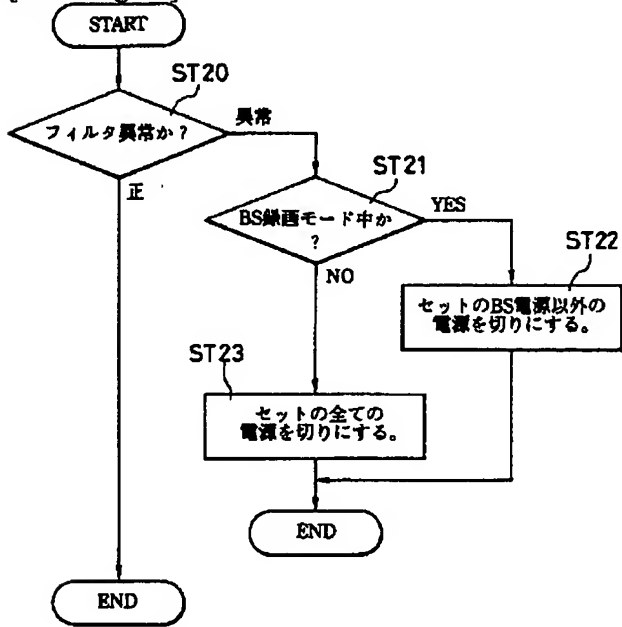 START
ST20
フィルタ異常か？
異常
正
ST21
BS録画モード中か
？
YES
NO
ST22
セットのBS電源以外の
電源を切りにする。
ST23
セットの全ての
電源を切りにする。
END
END